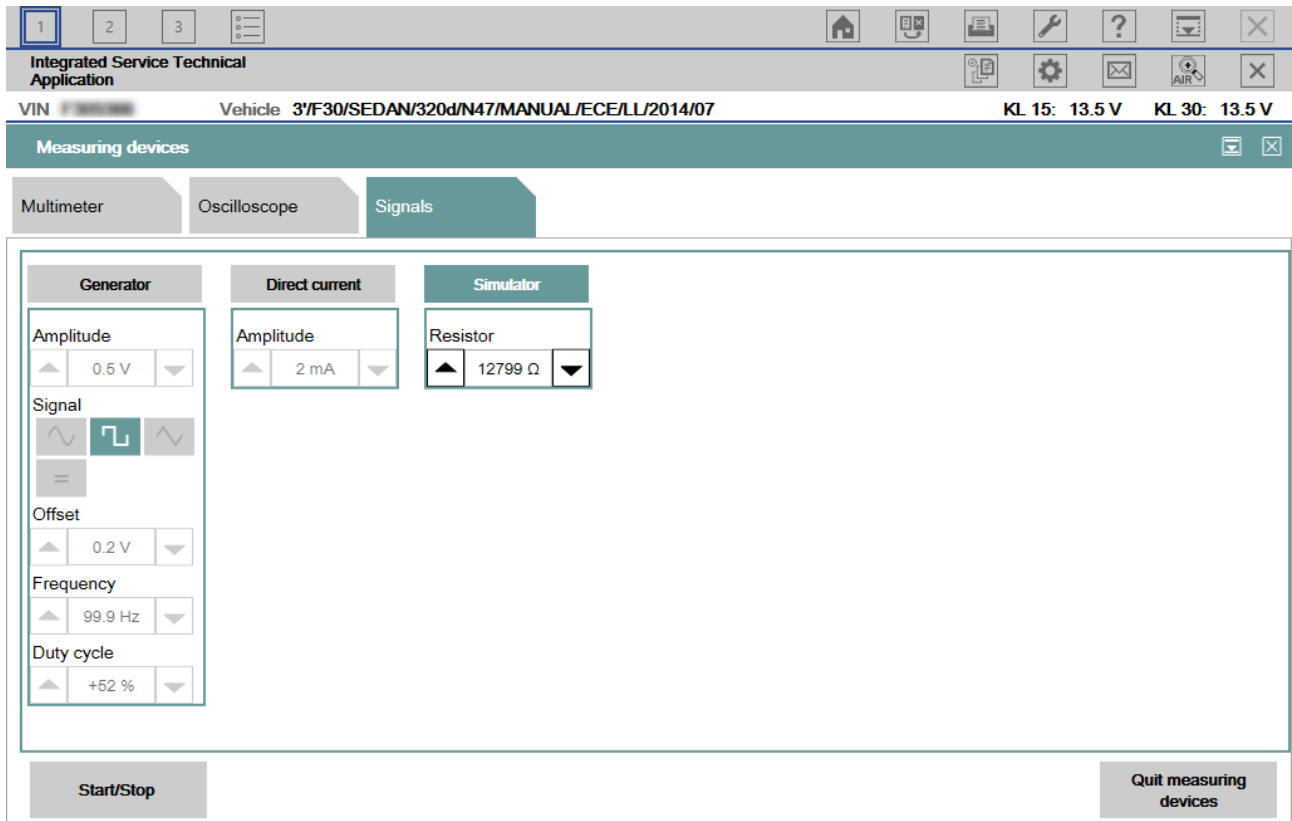 1 2 3
?
Integrated Service Technical
Application
AIR
VIN Vehicle 3'/F30/SEDAN/320d/N47/MANUAL/ECE/LL/2014/07 KL 15: 13.5 V KL 30: 13.5 V
Measuring devices
Multimeter Oscilloscope Signals
Generator Direct current Simulator
Amplitude Amplitude Resistor
0.5 V 2 mA 12799 Ω
Signal
=
Offset
0.2 V
Frequency
99.9 Hz
Duty cycle
+52 %
Start/Stop Quit measuring
devices